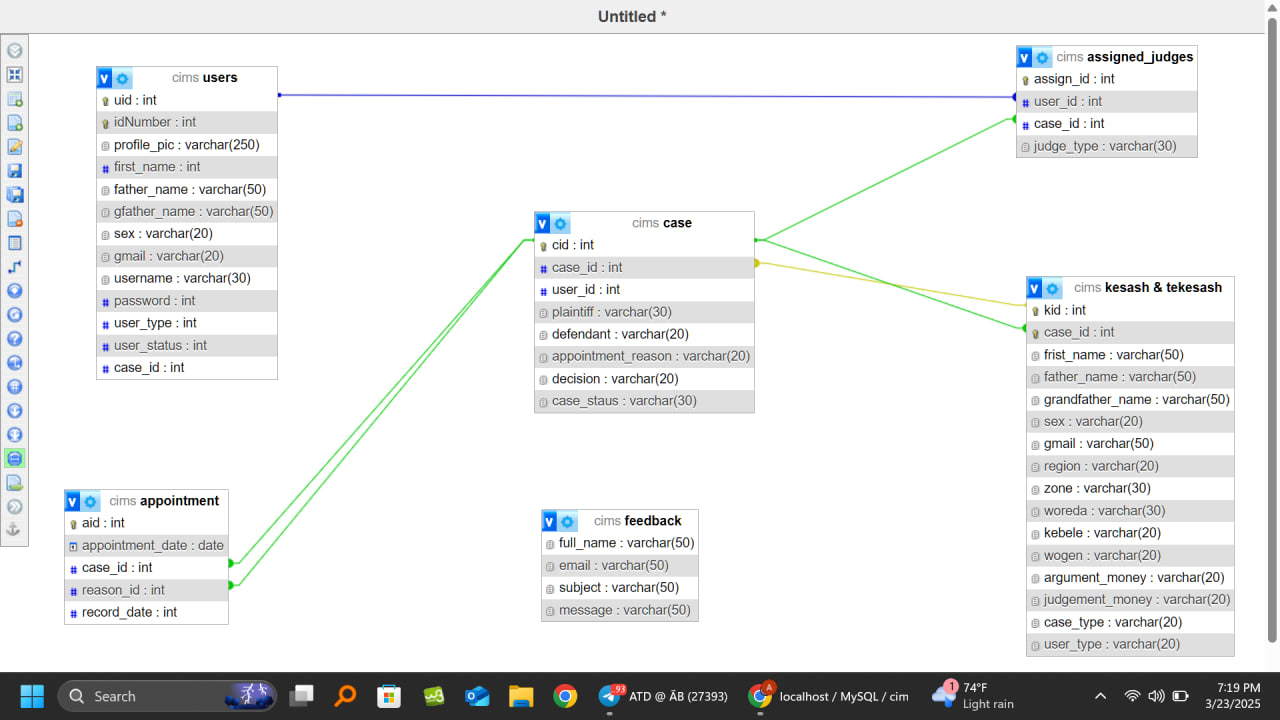 Untitled *
cims users
uid : int
idNumber : int
profile_pic : varchar(250)
first_name : int
father_name : varchar(50)
gfather_name : varchar(50)
sex : varchar(20)
gmail : varchar(20)
username : varchar(30)
password : int
user_type : int
user_status : int
case_id : int
cims assigned_judges
assign_id : int
user_id : int
case_id : int
judge_type : varchar(30)
cims case
cid : int
case_id : int
user_id : int
plaintiff : varchar(30)
defendant : varchar(20)
appointment_reason : varchar(20)
decision : varchar(20)
case_staus : varchar(30)
cims kesash & tekesash
kid : int
case_id : int
frist_name : varchar(50)
father_name : varchar(50)
grandfather_name : varchar(50)
sex : varchar(20)
gmail : varchar(50)
region : varchar(20)
zone : varchar(30)
woreda : varchar(30)
kebele : varchar(20)
wogen : varchar(20)
argument_money : varchar(20)
judgement_money : varchar(20)
case_type : varchar(20)
user_type : varchar(20)
cims appointment
aid : int
appointment_date : date
case_id : int
reason_id : int
record_date : int
cims feedback
full_name : varchar(50)
email : varchar(50)
subject : varchar(50)
message : varchar(50)
Search
93
ATD @ ÃB (27393)
A
localhost / MySQL / cim
1
74°F
Light rain
7:19 PM
3/23/2025